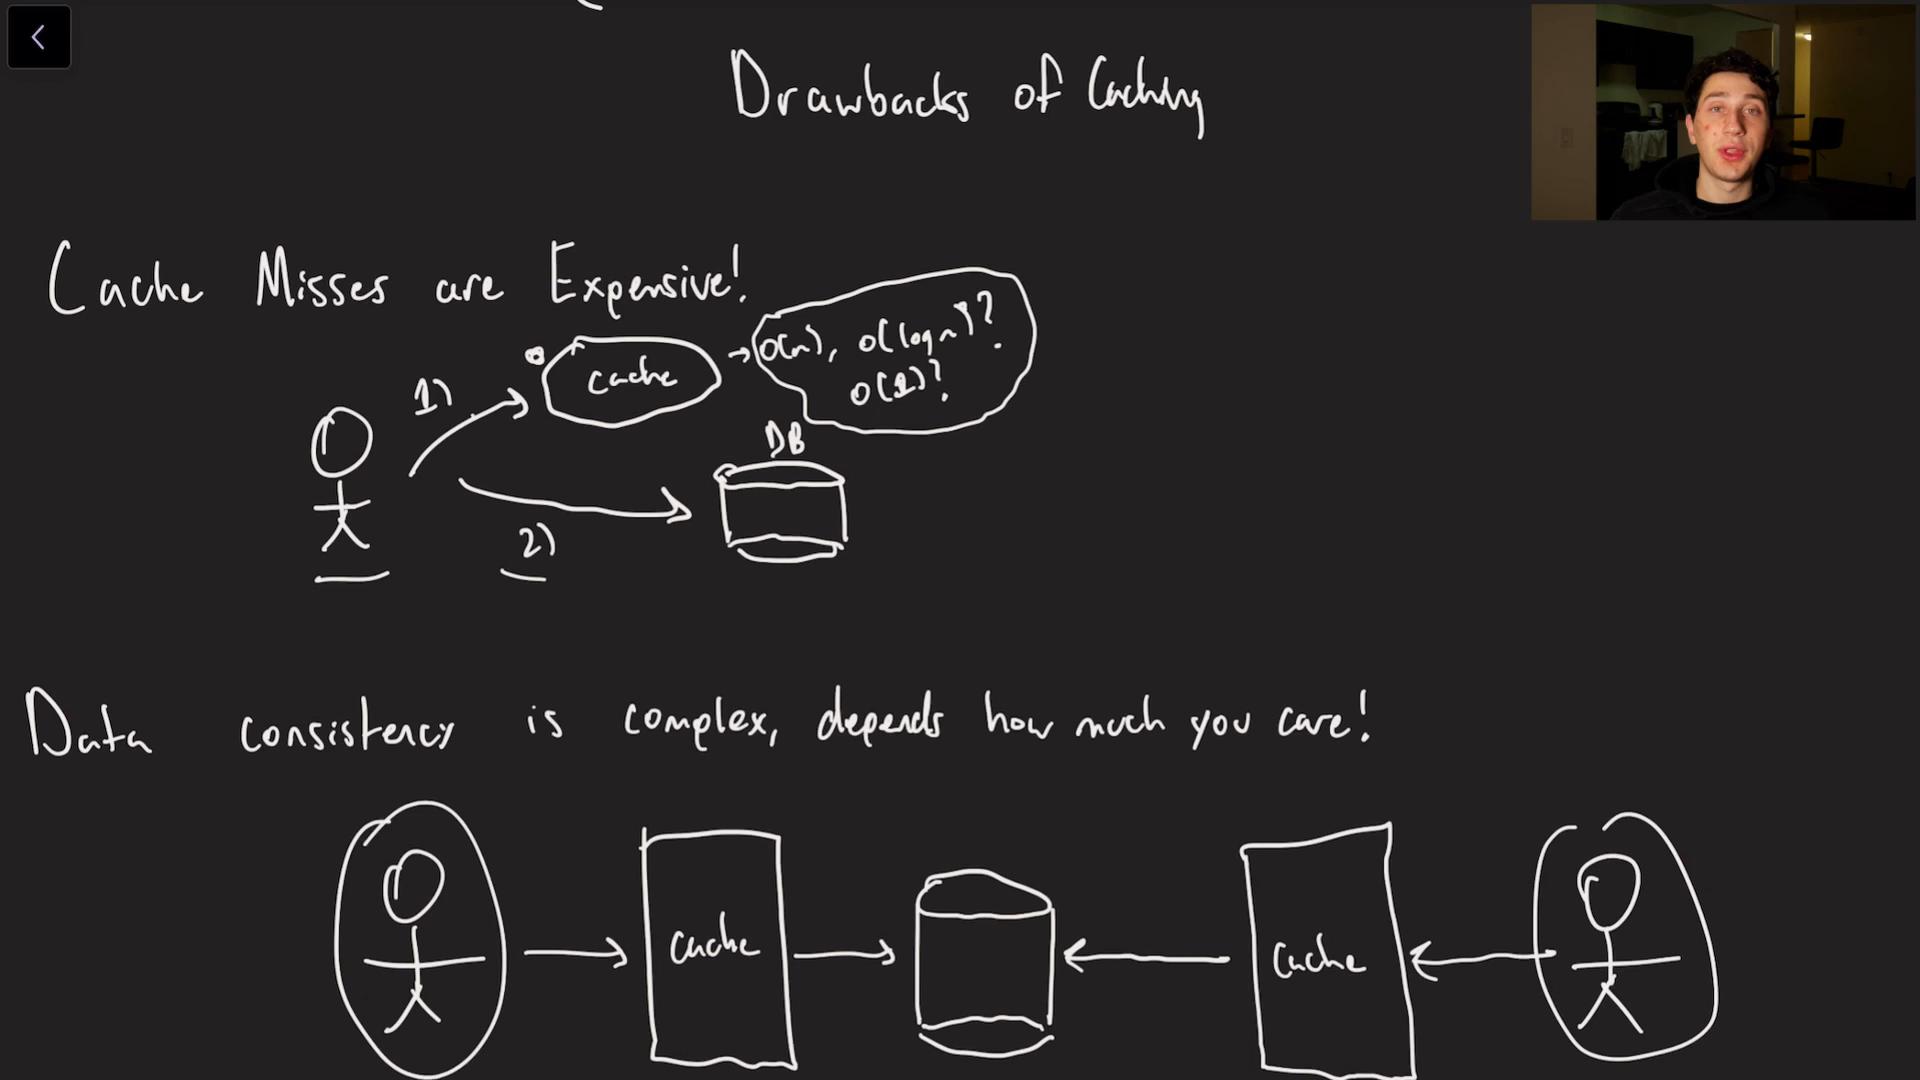 Drawbacks of Caching
Cache Misses are Expensive!
1)
cache
→ O(n), O(log n)?
O(1)?
DB
2)
Data consistency is complex, depends how much you care!
cache
cache